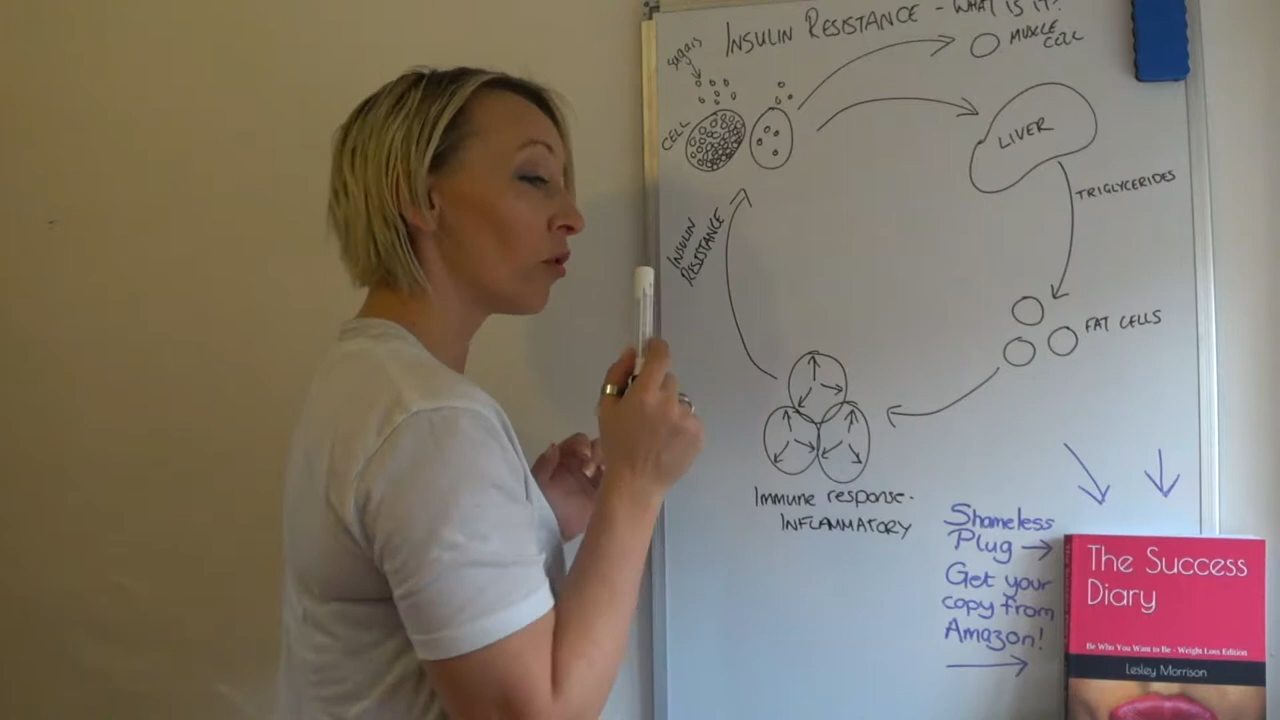 INSULIN RESISTANCE - WHAT IS IT?
sugars
MUSCLE
CELL
CELL
LIVER
TRIGLYCERIDES
INSULIN
RESISTANCE
FAT CELLS
Immune response.
INFLAMMATORY
Shameless
Plug →
Get your
copy from
Amazon!
The Success
Diary
Be Who You Want to Be - Weight Loss Edition
Lesley Morrison